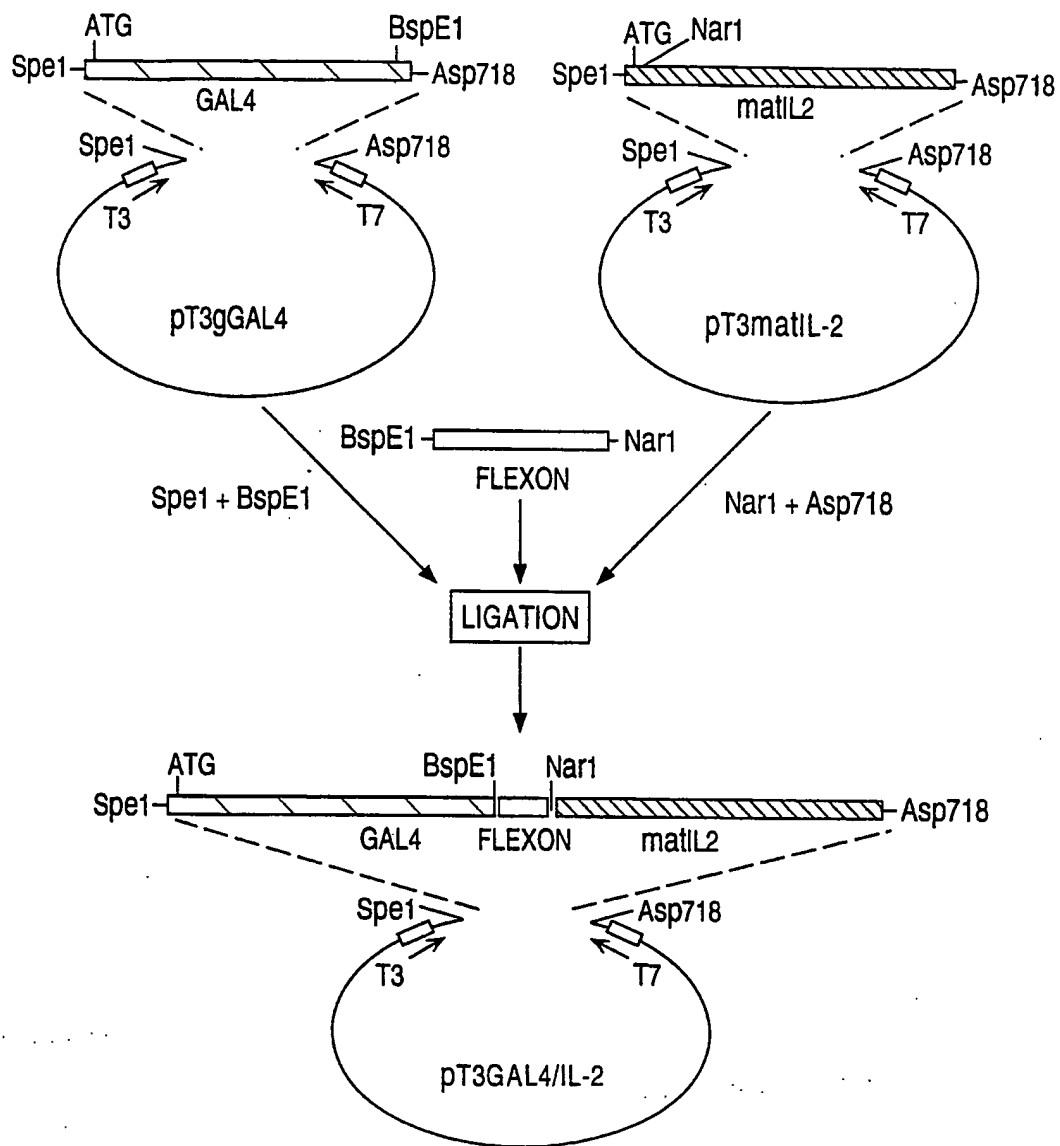 ATG BspE1
Spe1 Asp718
GAL4
Spe1 Asp718
T3 T7
pT3gGAL4
ATG Nar1
Spe1 Asp718
matIL2
Spe1 Asp718
T3 T7
pT3matIL-2
BspE1 Nar1
FLEXON
Spe1 + BspE1
Nar1 + Asp718
LIGATION
ATG BspE1 Nar1
Spe1 Asp718
GAL4 FLEXON matIL2
Spe1 Asp718
T3 T7
pT3GAL4/IL-2